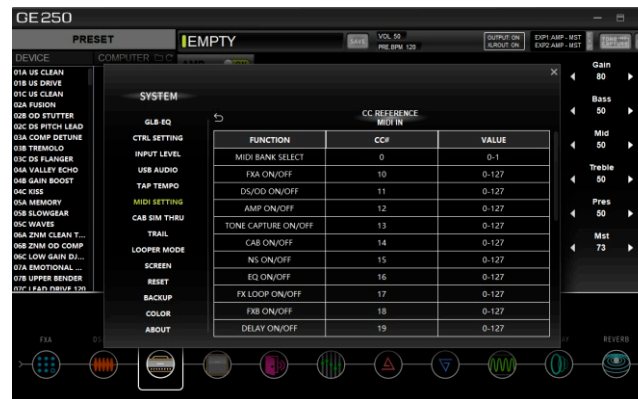 GE250
PRESET
EMPTY
SAVE
VOL 50
PRE.BPM 120
OUTPUT: ON
ILROUT: ON
EXP1:AMP - MST
EXP2:AMP - MST
TONE CAPTURE
DEVICE
COMPUTER
AMP
01A US CLEAN
01B US DRIVE
01C US CLEAN
02A FUSION
02B OD STUTTER
02C DS PITCH LEAD
03A COMP DETUNE
03B TREMOLO
03C DS FLANGER
04A VALLEY ECHO
04B GAIN BOOST
04C KISS
05A MEMORY
05B SLOWGEAR
05C WAVES
06A ZNM CLEAN T...
06B ZNM OD COMP
06C LOW GAIN DJ...
07A EMOTIONAL ...
07B UPPER BENDER
07C LEAD DRIVE 120
SYSTEM
GLB-EQ
CTRL SETTING
INPUT LEVEL
USB AUDIO
TAP TEMPO
MIDI SETTING
CAB SIM THRU
TRAIL
LOOPER MODE
SCREEN
RESET
BACKUP
COLOR
ABOUT
CC REFERENCE
MIDI IN
FUNCTION CC# VALUE
MIDI BANK SELECT 0 0-1
FXA ON/OFF 10 0-127
DS/OD ON/OFF 11 0-127
AMP ON/OFF 12 0-127
TONE CAPTURE ON/OFF 13 0-127
CAB ON/OFF 14 0-127
NS ON/OFF 15 0-127
EQ ON/OFF 16 0-127
FX LOOP ON/OFF 17 0-127
FXB ON/OFF 18 0-127
DELAY ON/OFF 19 0-127
Gain
80
Bass
50
Mid
50
Treble
50
Pres
50
Mst
73
FXA
REVERB